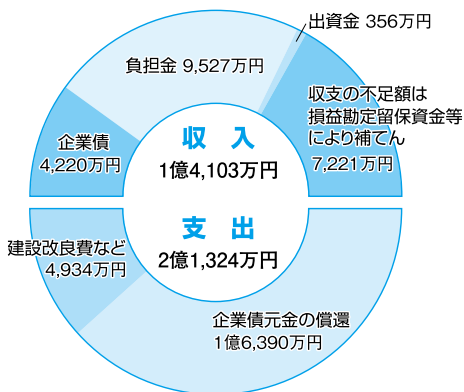 出資金 356万円
負担金 9,527万円
収支の不足額は
損益勘定留保資金等
により補てん
7,221万円
企業債
4,220万円
収 入
1億4,103万円
支 出
2億1,324万円
建設改良費など
4,934万円
企業債元金の償還
1億6,390万円